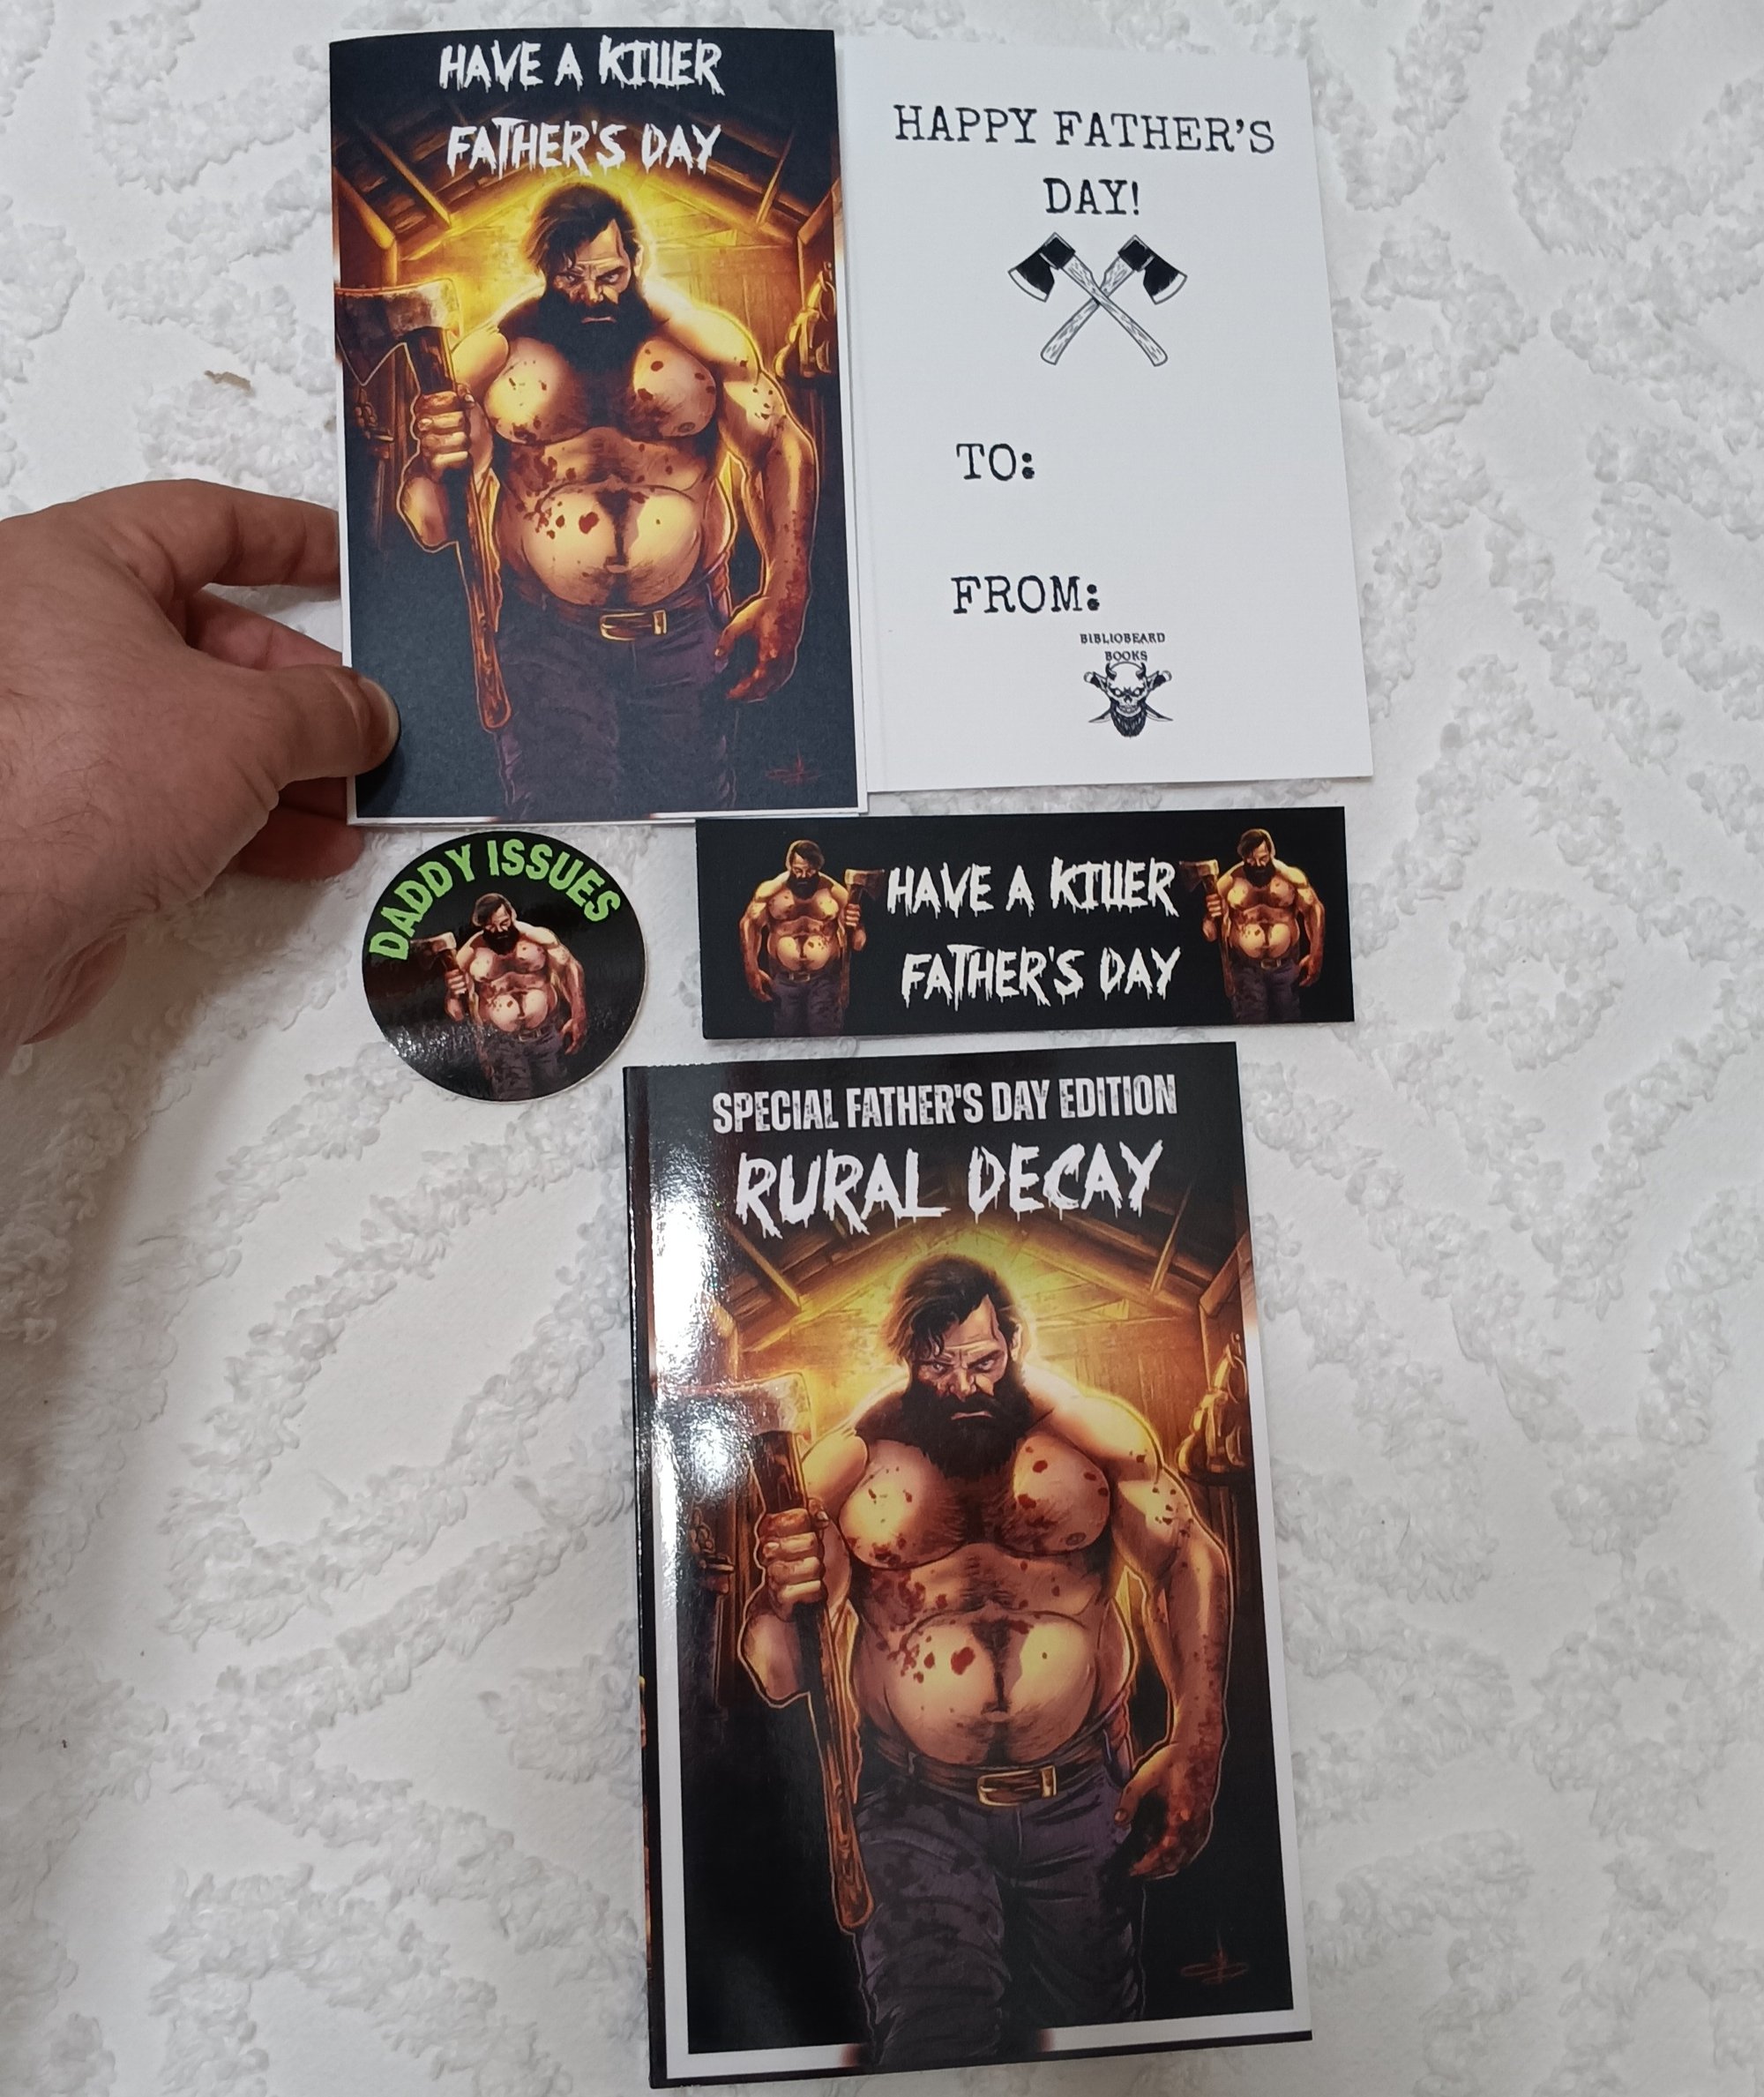 HAVE A KILLER
FATHER'S DAY
HAPPY FATHER'S
DAY!
TO:
FROM:
BIBLIOBEARD
BOOKS
DADDY ISSUES
HAVE A KILLER
FATHER'S DAY
SPECIAL FATHER'S DAY EDITION
RURAL DECAY